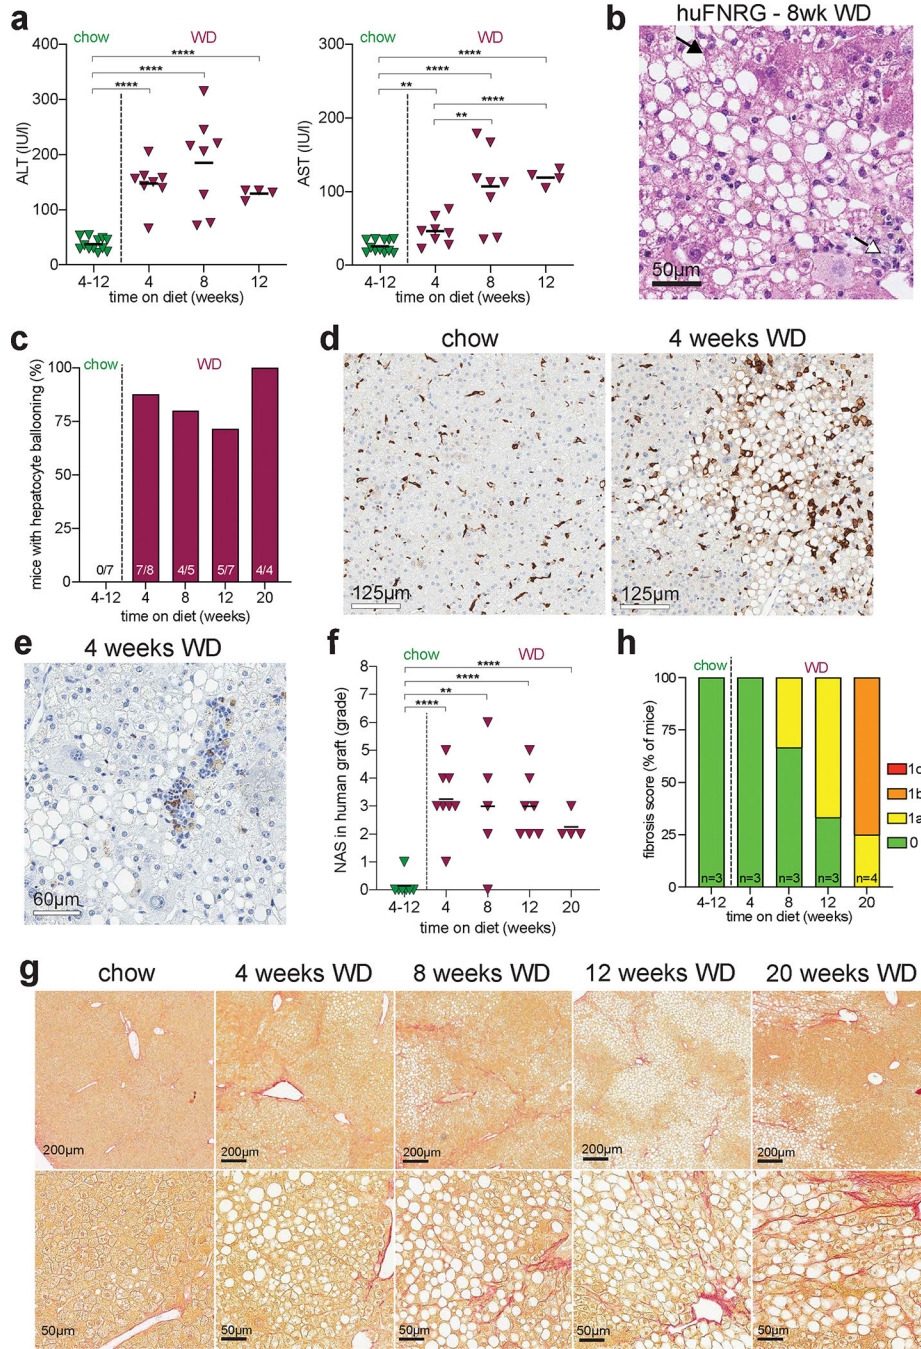 a
chow
WD
400
300
200
100
0
ALT (IU/l)
****
****
****
4-12
4
8
12
time on diet (weeks)
chow
WD
300
200
100
0
AST (IU/l)
****
****
**
****
**
4-12
4
8
12
time on diet (weeks)
b
huFNRG - 8wk WD
50µm
c
chow
WD
100
75
50
25
0
mice with hepatocyte ballooning (%)
0/7
7/8
4/5
5/7
4/4
4-12
4
8
12
20
time on diet (weeks)
d
chow
4 weeks WD
125µm
125µm
e
4 weeks WD
60µm
f
chow
WD
8
7
6
5
4
3
2
1
0
NAS in human graft (grade)
****
****
**
****
4-12
4
8
12
20
time on diet (weeks)
h
chow
WD
100
75
50
25
0
fibrosis score (% of mice)
n=3
n=3
n=3
n=3
n=4
4-12
4
8
12
20
time on diet (weeks)
1c
1b
1a
0
g
chow
4 weeks WD
8 weeks WD
12 weeks WD
20 weeks WD
200µm
200µm
200µm
200µm
200µm
50µm
50µm
50µm
50µm
50µm